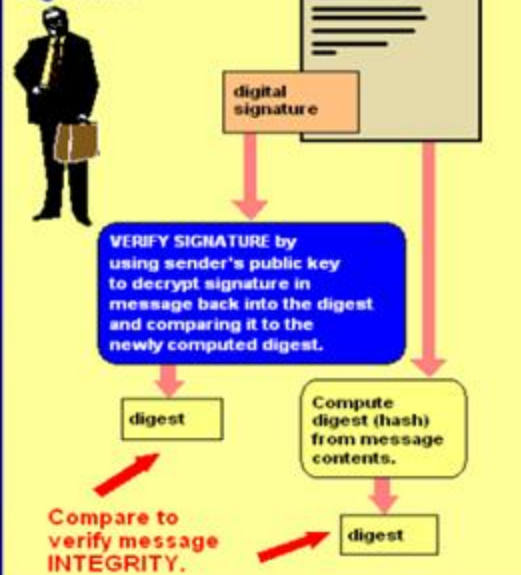 digital
signature
VERIFY SIGNATURE by
using sender's public key
to decrypt signature in
message back into the digest
and comparing it to the
newly computed digest.
digest
Compute
digest (hash)
from message
contents.
Compare to
verify message
INTEGRITY.
digest